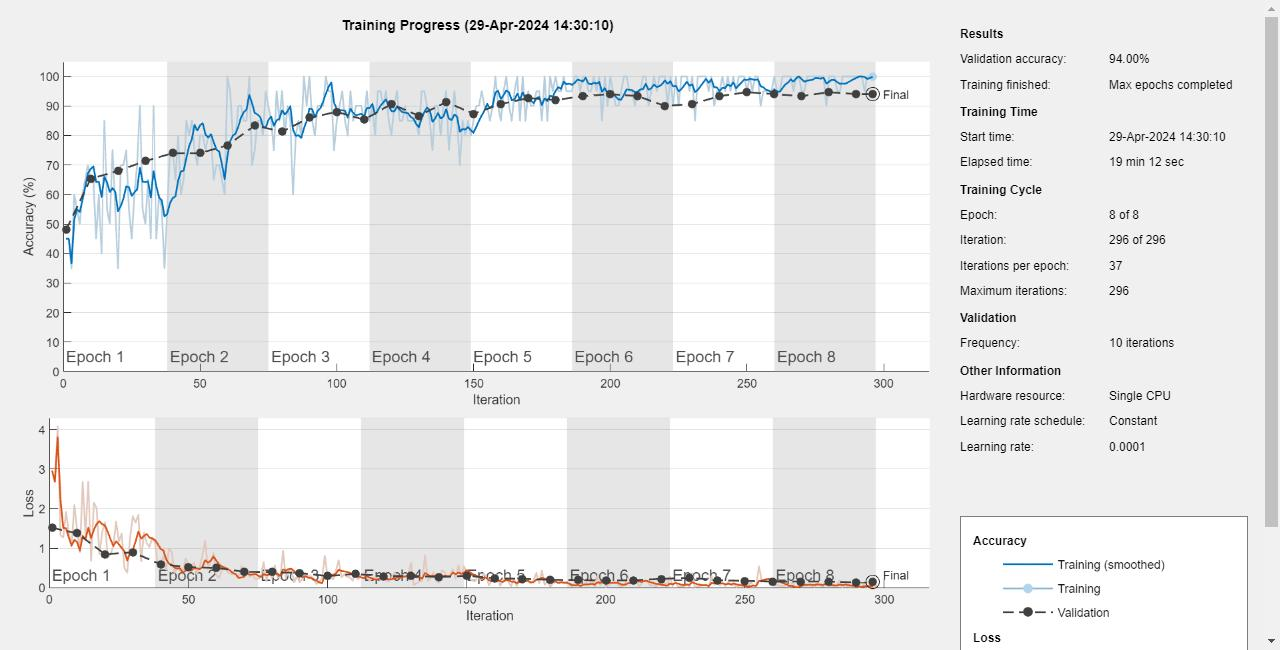 Training Progress (29-Apr-2024 14:30:10)
Accuracy (%)
100
90
80
70
60
50
40
30
20
10
0
Final
Epoch 1 Epoch 2 Epoch 3 Epoch 4 Epoch 5 Epoch 6 Epoch 7 Epoch 8
0 50 100 150 200 250 300
Iteration
Loss
4
3
2
1
0
Final
Epoch 1 Epoch 2 Epoch 3 Epoch 4 Epoch 5 Epoch 6 Epoch 7 Epoch 8
0 50 100 150 200 250 300
Iteration
Results
Validation accuracy: 94.00%
Training finished: Max epochs completed
Training Time
Start time: 29-Apr-2024 14:30:10
Elapsed time: 19 min 12 sec
Training Cycle
Epoch: 8 of 8
Iteration: 296 of 296
Iterations per epoch: 37
Maximum iterations: 296
Validation
Frequency: 10 iterations
Other Information
Hardware resource: Single CPU
Learning rate schedule: Constant
Learning rate: 0.0001
Accuracy
Training (smoothed)
Training
Validation
Loss